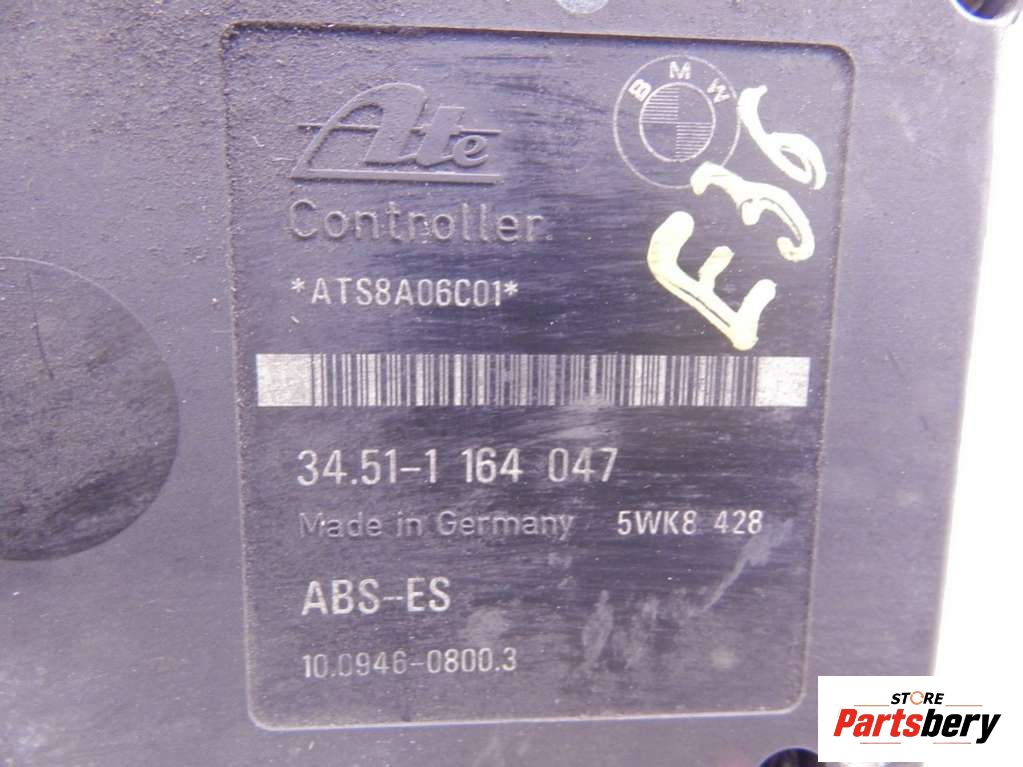 BMW
Ate
E36
Controller
*ATS8A06C01*
34.51-1 164 047
Made in Germany 5WK8 428
ABS-ES
10.0946-0800.3
STORE
Partsbery